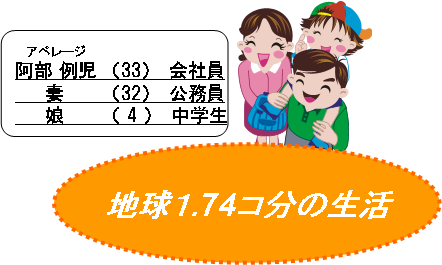 アベレージ
阿部 例児 (33) 会社員
妻 (32) 公務員
娘 ( 4 ) 中学生
地球1.74コ分の生活